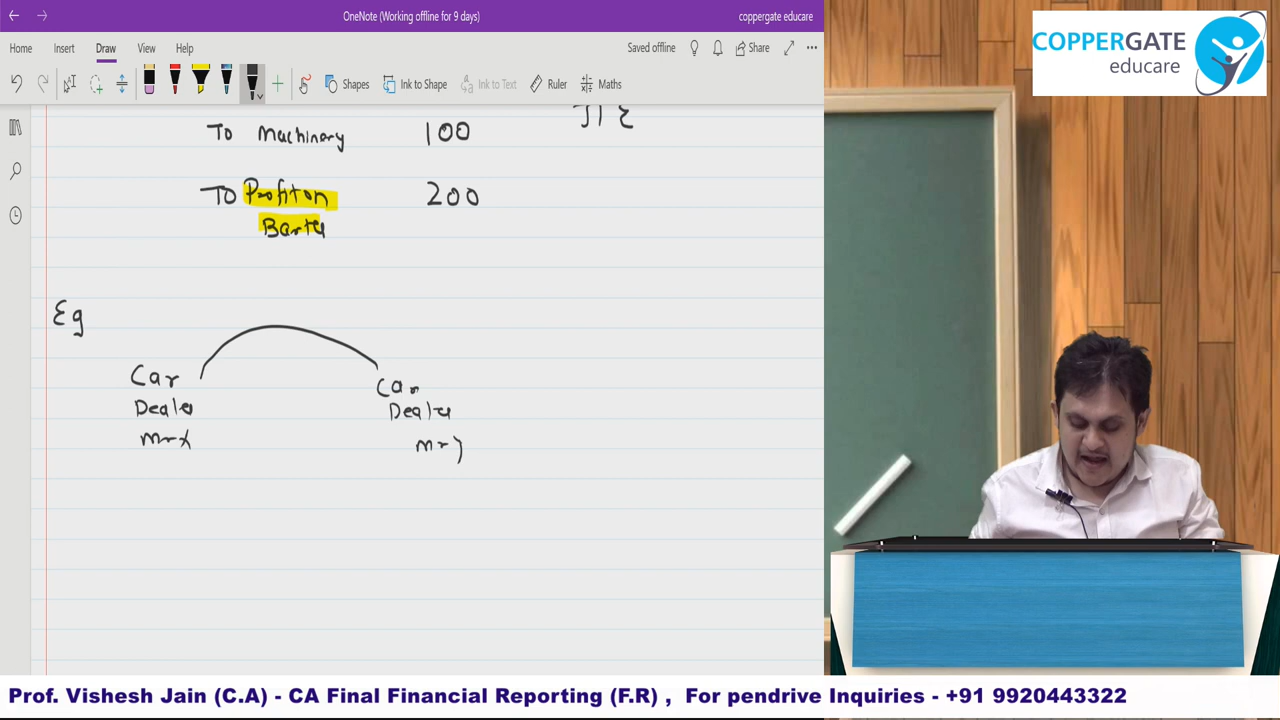 OneNote (Working offline for 9 days)
coppergate educare
Home Insert Draw View Help
Saved offline Share
Shapes Ink to Shape Ink to Text Ruler Maths
COPPERGATE
educare
To Machinery 100
To Profit on 200
Barter
Eg
Car Car
Dealer Dealer
Mr x Mr y
Prof. Vishesh Jain (C.A) - CA Final Financial Reporting (F.R) , For pendrive Inquiries - +91 9920443322